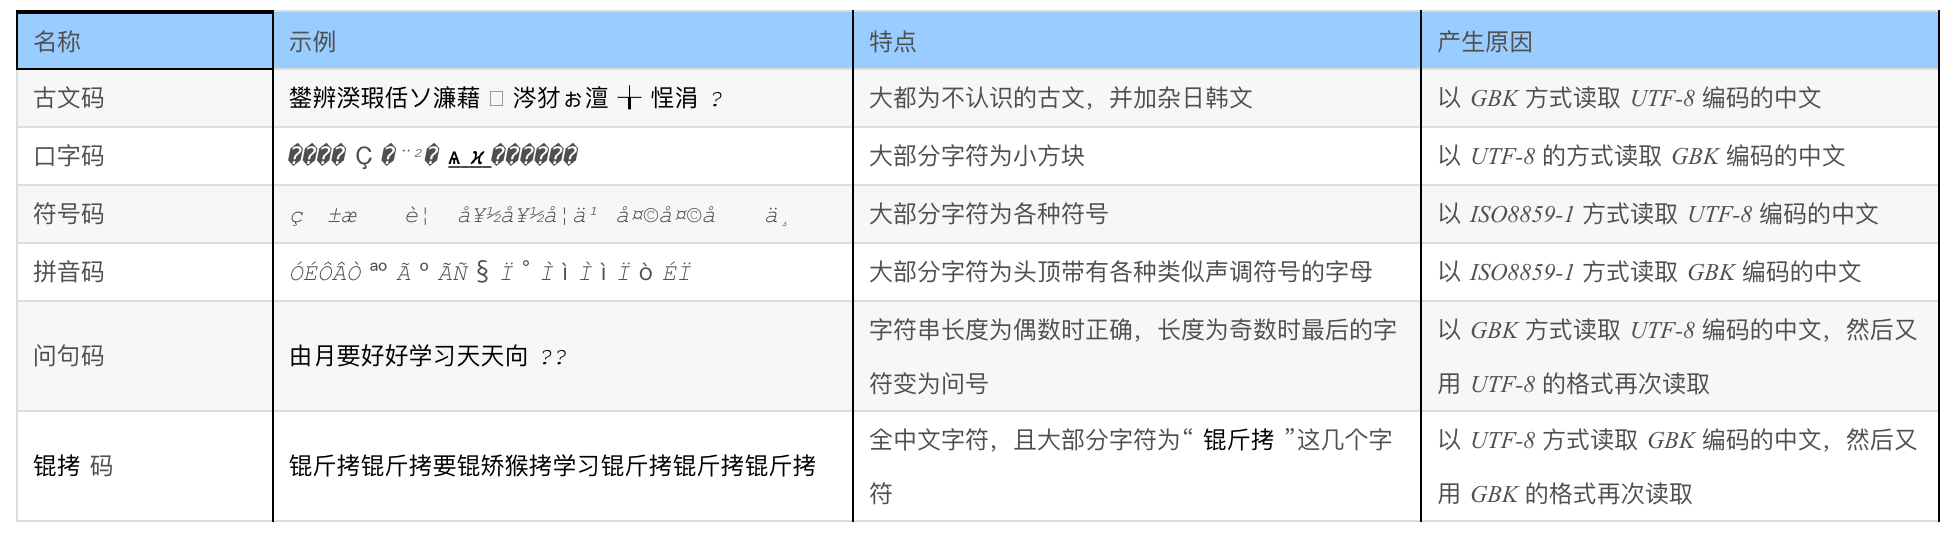 名称 示例 特点 产生原因
古文码 鐢辨湀瑕佸ソ濂藉 □ 涔犲ぉ澶 ╋ 悜涓 ? 大都为不认识的古文，并加杂日韩文 以 GBK 方式读取 UTF-8 编码的中文
口字码 ���� Ç �¨²� 大部分字符为小方块 以 UTF-8 的方式读取 GBK 编码的中文
符号码 ç ±æ è¦ å¥½å¥½å¦ä¹ å¤©å¤©å ä¸ 大部分字符为各种符号 以 ISO8859-1 方式读取 UTF-8 编码的中文
拼音码 ÓÉÔÂÒ ªº Ã º ÃÑ § Ï ° Ì ì Ì ì Ï ò ÉÏ 大部分字符为头顶带有各种类似声调符号的字母 以 ISO8859-1 方式读取 GBK 编码的中文
问句码 由月要好好学习天天向 ?? 字符串长度为偶数时正确，长度为奇数时最后的字
符变为问号 以 GBK 方式读取 UTF-8 编码的中文，然后又
用 UTF-8 的格式再次读取
锟拷 码 锟斤拷锟斤拷要锟矫猴拷学习锟斤拷锟斤拷锟斤拷 全中文字符，且大部分字符为“ 锟斤拷 ”这几个字
符 以 UTF-8 方式读取 GBK 编码的中文，然后又
用 GBK 的格式再次读取